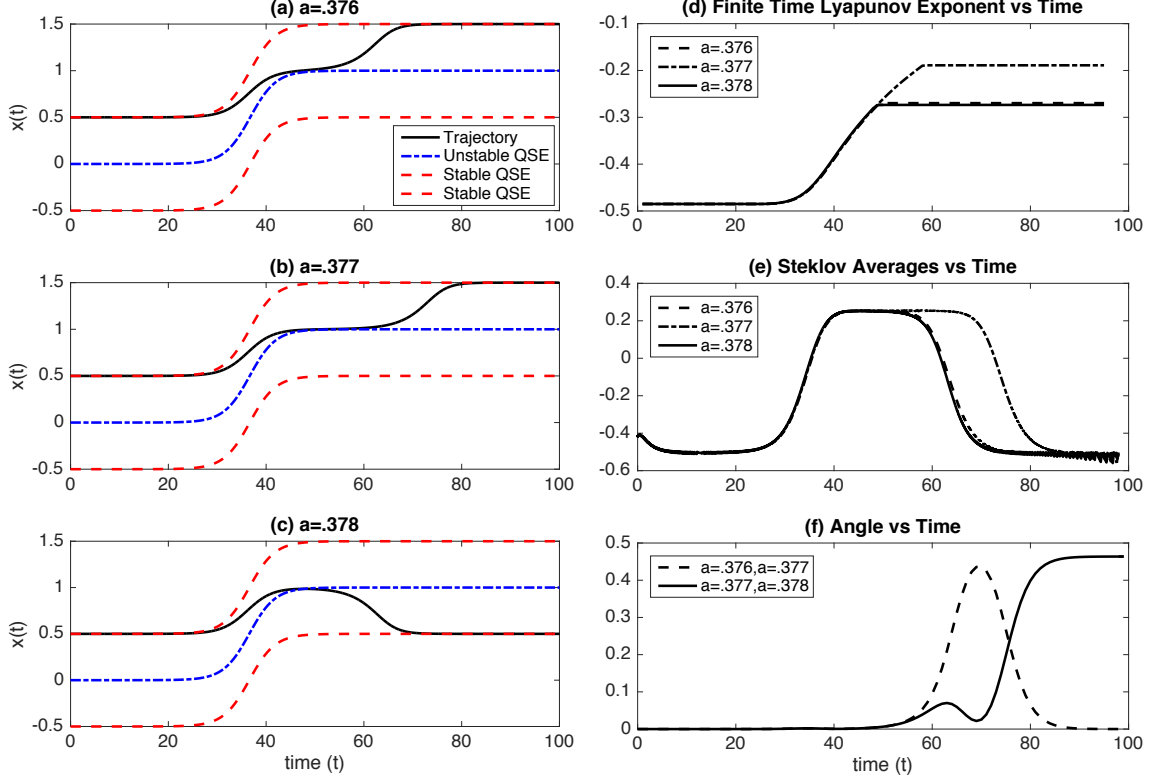 (a) a=.376
x(t)
1.5
1
0.5
0
-0.5
0 20 40 60 80 100
Trajectory
Unstable QSE
Stable QSE
Stable QSE
(b) a=.377
x(t)
1.5
1
0.5
0
-0.5
0 20 40 60 80 100
(c) a=.378
x(t)
1.5
1
0.5
0
-0.5
0 20 40 60 80 100
time (t)
(d) Finite Time Lyapunov Exponent vs Time
-0.1
-0.2
-0.3
-0.4
-0.5
0 20 40 60 80 100
a=.376
a=.377
a=.378
(e) Steklov Averages vs Time
0.4
0.2
0
-0.2
-0.4
-0.6
0 20 40 60 80 100
a=.376
a=.377
a=.378
(f) Angle vs Time
0.5
0.4
0.3
0.2
0.1
0
0 20 40 60 80 100
a=.376,a=.377
a=.377,a=.378
time (t)